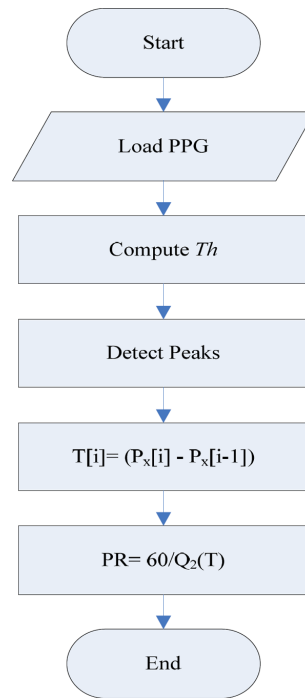 Start
Load PPG
Compute Th
Detect Peaks
T[i]= (Pₓ[i] - Pₓ[i-1])
PR= 60/Q₂(T)
End